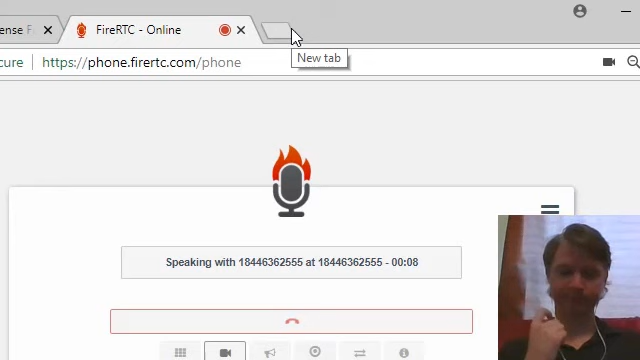 ense F
FireRTC - Online
cure
https://phone.firertc.com/phone
New tab
Speaking with 18446362555 at 18446362555 - 00:08